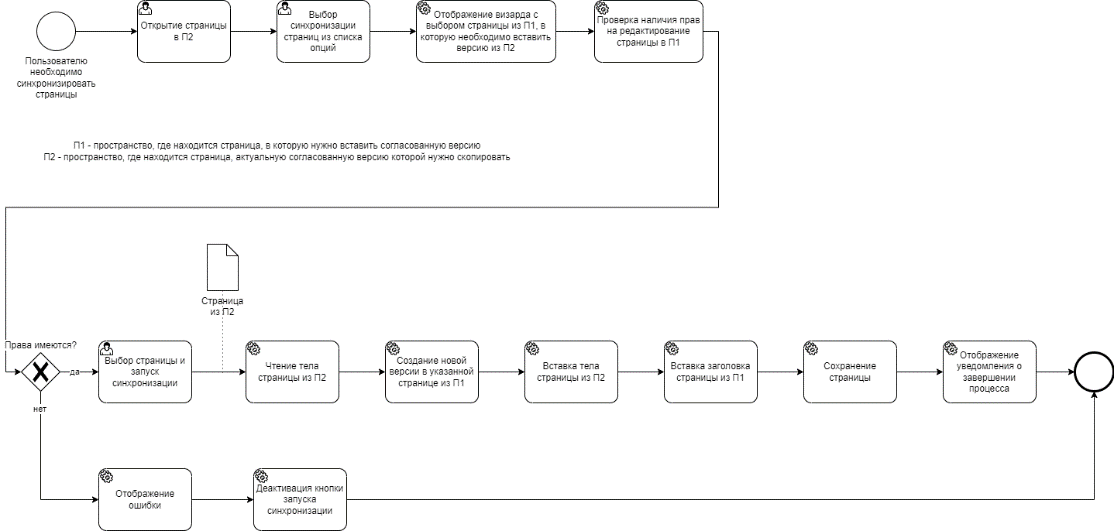 Пользователю
необходимо
синхронизировать
страницы
Открытие страницы
в П2
Выбор
синхронизации
страниц из списка
опций
Отображение визарда с
выбором страницы из П1, в
которую необходимо вставить
версию из П2
Проверка наличия прав
на редактирование
страницы в П1
П1 - пространство, где находится страница, в которую нужно вставить согласованную версию
П2 - пространство, где находится страница, актуальную согласованную версию которой нужно скопировать
Страница
из П2
Права имеются?
да
нет
Выбор страницы и
запуск
синхронизации
Чтение тела
страницы из П2
Создание новой
версии в указанной
странице из П1
Вставка тела
страницы из П2
Вставка заголовка
страницы из П1
Сохранение
страницы
Отображение
уведомления о
завершении
процесса
Отображение
ошибки
Деактивация кнопки
запуска
синхронизации